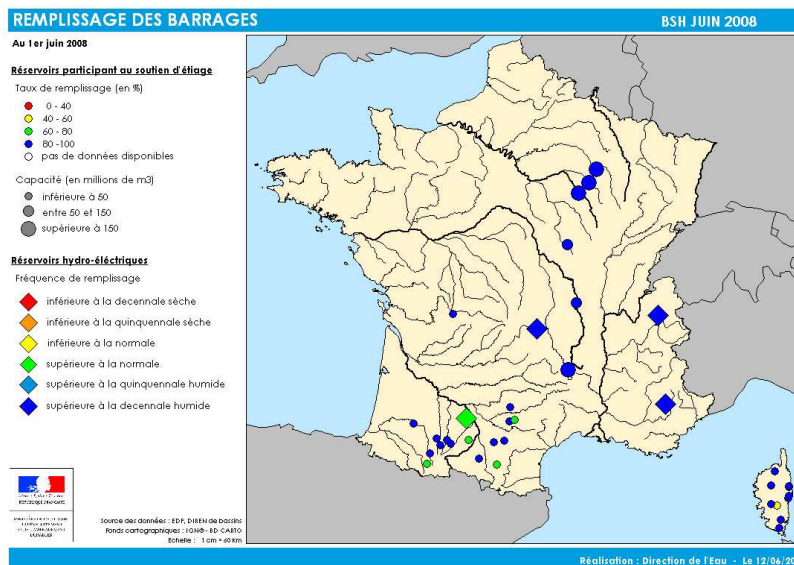 REMPLISSAGE DES BARRAGES
BSH JUIN 2008
Au 1er juin 2008
Réservoirs participant au soutien d'étiage
Taux de remplissage (en %)
0 - 40
40 - 60
60 - 80
80 -100
pas de données disponibles
Capacité (en millions de m3)
inférieure à 50
entre 50 et 150
supérieure à 150
Réservoirs hydro-éléctriques
Fréquence de remplissage
inférieure à la decennale sèche
inférieure à la quinquennale sèche
inférieure à la normale
supérieure à la normale
supérieure à la quinquennale humide
supérieure à la decennale humide
Source des données : EDF, DIREN de bassins
Fonds cartographiques : IGN® - BD CARTO
Echelle : 1 cm = 60 km
Réalisation : Direction de l'Eau - Le 12/06/20